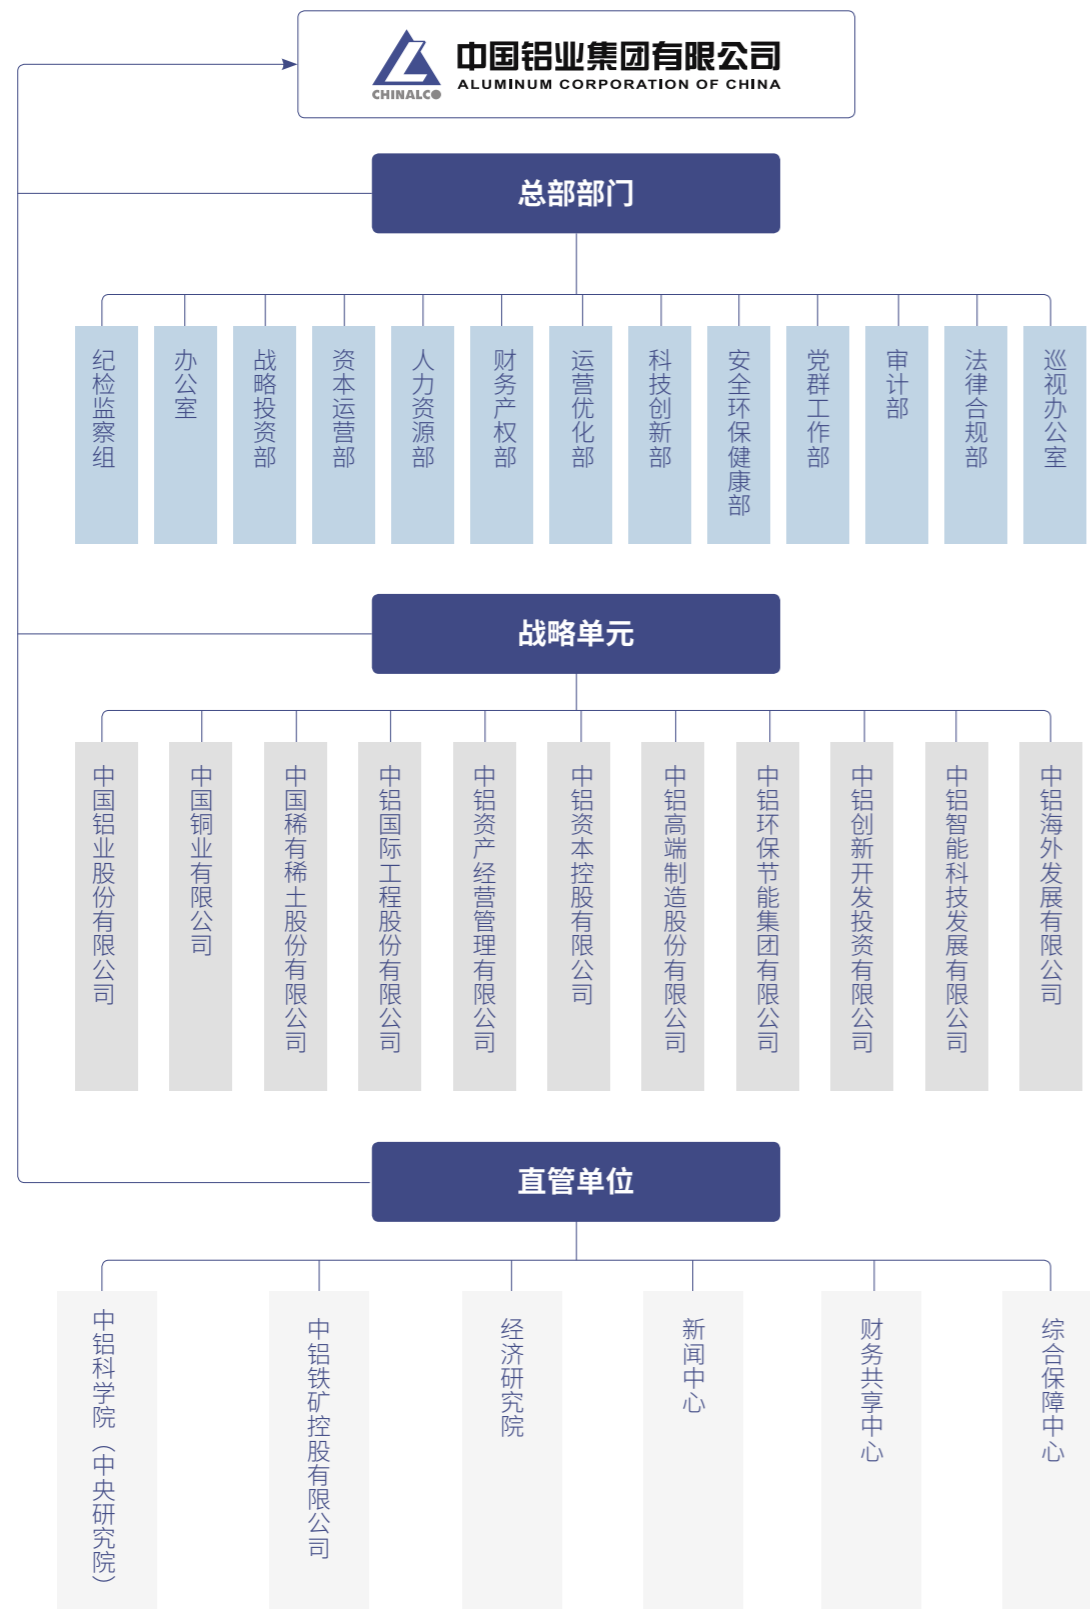 中国铝业集团有限公司
ALUMINUM CORPORATION OF CHINA
CHINALCO
总部部门
纪检监察组
办公室
战略投资部
资本运营部
人力资源部
财务产权部
运营优化部
科技创新部
安全环保健康部
党群工作部
审计部
法律合规部
巡视办公室
战略单元
中国铝业股份有限公司
中国铜业有限公司
中国稀有稀土股份有限公司
中铝国际工程股份有限公司
中铝资产经营管理有限公司
中铝资本控股有限公司
中铝高端制造股份有限公司
中铝环保节能集团有限公司
中铝创新开发投资有限公司
中铝智能科技发展有限公司
中铝海外发展有限公司
直管单位
中铝科学院（中央研究院）
中铝铁矿控股有限公司
经济研究院
新闻中心
财务共享中心
综合保障中心